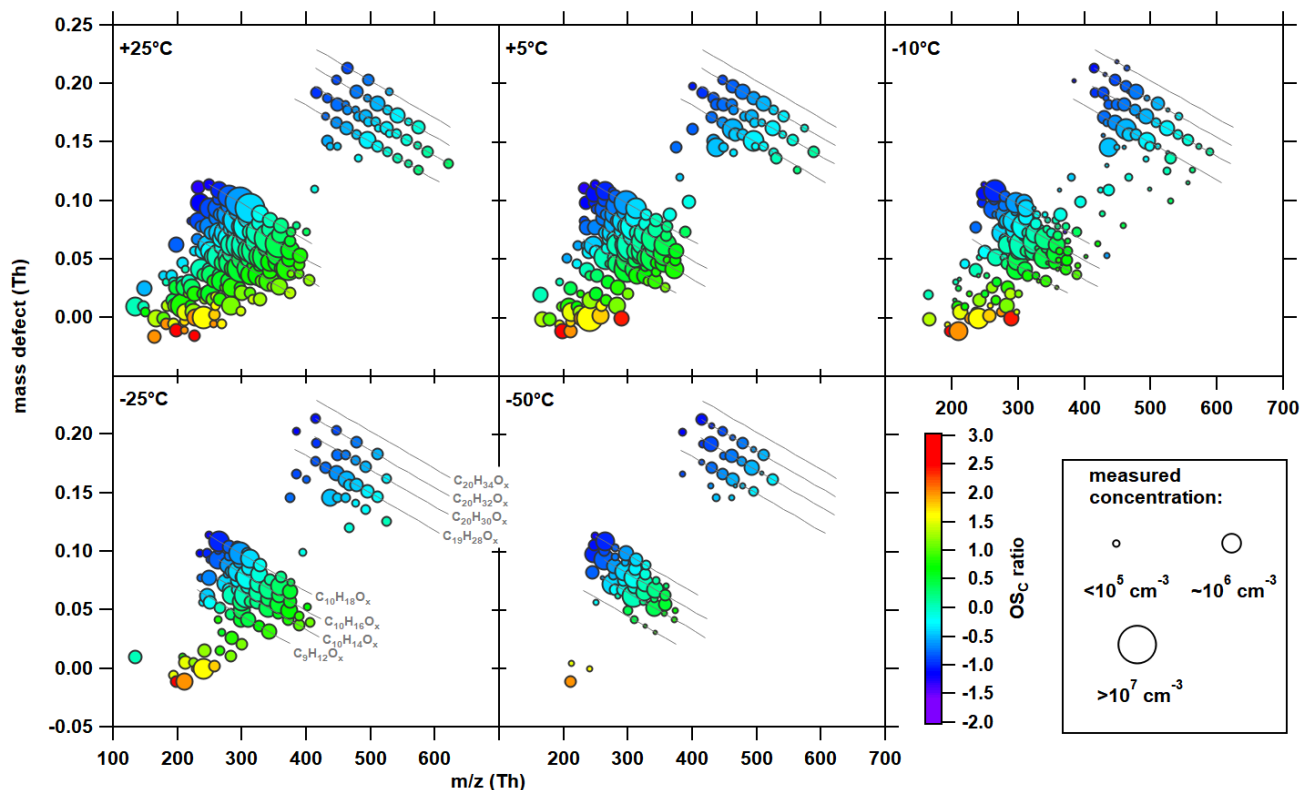 0.25
0.20
0.15
0.10
0.05
0.00
+25°C
+5°C
-10°C
200 300 400 500 600 700
mass defect (Th)
0.20
0.15
0.10
0.05
0.00
-0.05
-25°C
-50°C
C20H34OX
C20H32OX
C20H30OX
C19H28OX
C10H18OX
C10H16OX
C10H14OX
C9H12OX
100 200 300 400 500 600
200 300 400 500 600 700
m/z (Th)
3.0
2.5
2.0
1.5
1.0
0.5
0.0
-0.5
-1.0
-1.5
-2.0
OSC ratio
measured
concentration:
<10^5 cm^-3 ~10^6 cm^-3
>10^7 cm^-3